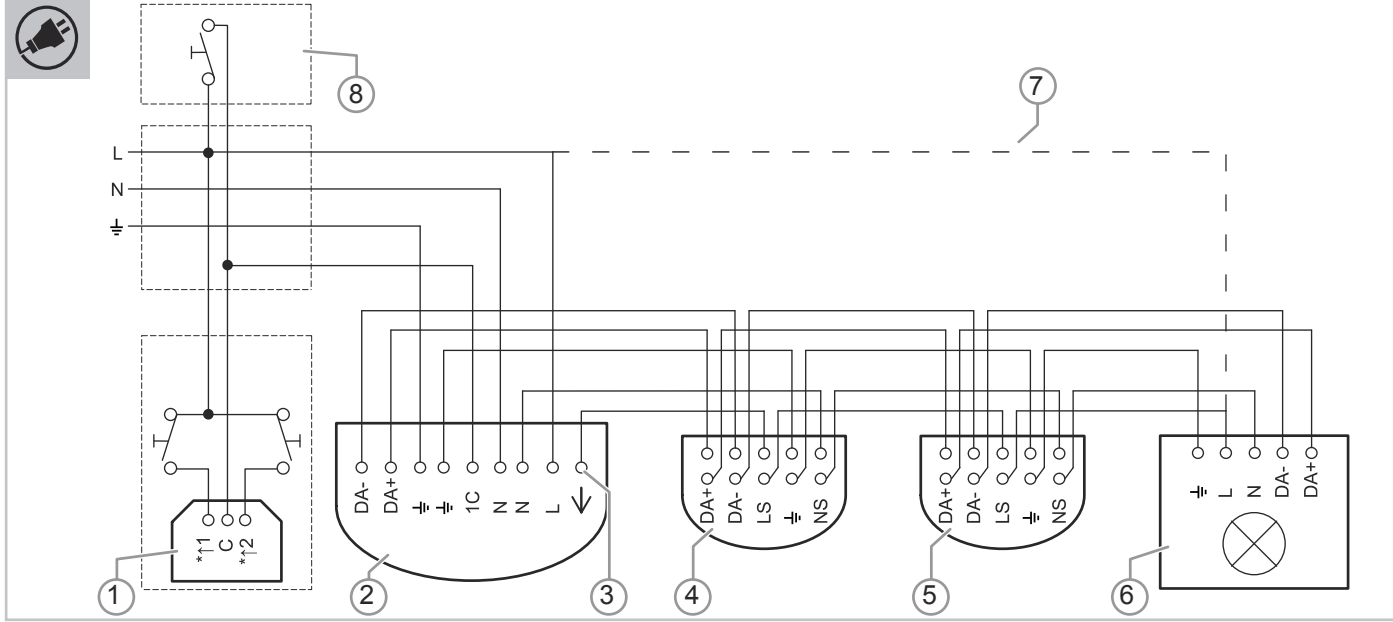 8
7
L
N
DA-
DA+
1C
N
N
L
↓
DA+
DA-
LS
NS
DA+
DA-
LS
NS
L
N
DA-
DA+
*↑1
C
*↑2
1
2
3
4
5
6